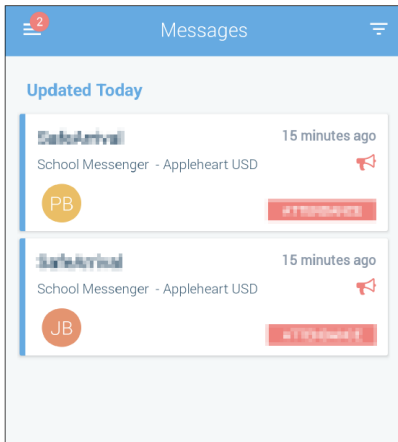 2
Messages
Updated Today
15 minutes ago
School Messenger - Appleheart USD
PB
15 minutes ago
School Messenger - Appleheart USD
JB